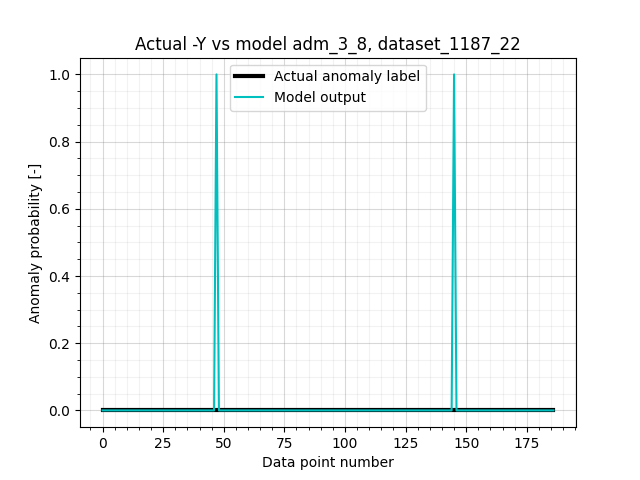 Actual -Y vs model adm_3_8, dataset_1187_22
Actual anomaly label
Model output
Anomaly probability [-]
1.0
0.8
0.6
0.4
0.2
0.0
0 25 50 75 100 125 150 175
Data point number